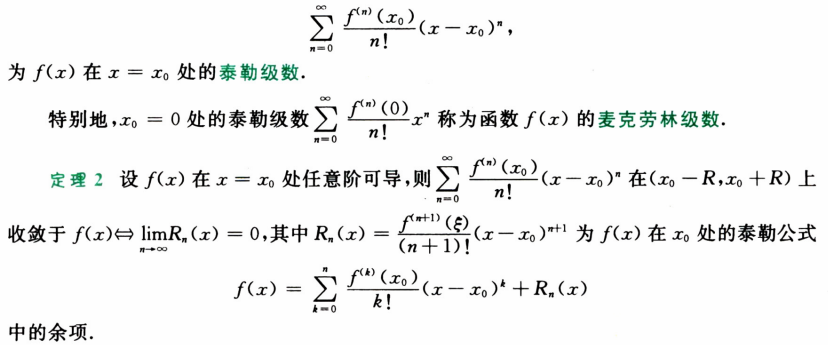 $$\sum_{n=0}^{\infty} \frac{f^{(n)}(x_0)}{n!}(x-x_0)^n,$$
为 $f(x)$ 在 $x=x_0$ 处的泰勒级数.
特别地,$x_0=0$ 处的泰勒级数 $\sum_{n=0}^{\infty} \frac{f^{(n)}(0)}{n!}x^n$ 称为函数 $f(x)$ 的麦克劳林级数.
定理 2 设 $f(x)$ 在 $x=x_0$ 处任意阶可导,则 $\sum_{n=0}^{\infty} \frac{f^{(n)}(x_0)}{n!}(x-x_0)^n$ 在$(x_0-R,x_0+R)$ 上
收敛于 $f(x) \Leftrightarrow \lim_{n\to\infty} R_n(x)=0$,其中 $R_n(x)=\frac{f^{(n+1)}(\xi)}{(n+1)!}(x-x_0)^{n+1}$ 为 $f(x)$ 在 $x_0$ 处的泰勒公式
$$f(x)=\sum_{k=0}^{n} \frac{f^{(k)}(x_0)}{k!}(x-x_0)^k+R_n(x)$$
中的余项.